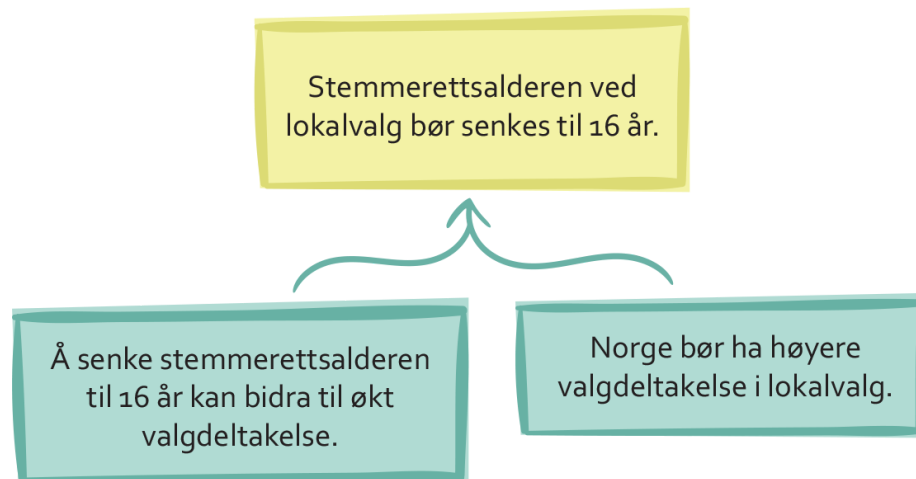 Stemmerettsalderen ved
lokalvalg bør senkes til 16 år.
Å senke stemmerettsalderen
til 16 år kan bidra til økt
valgdeltakelse.
Norge bør ha høyere
valgdeltakelse i lokalvalg.